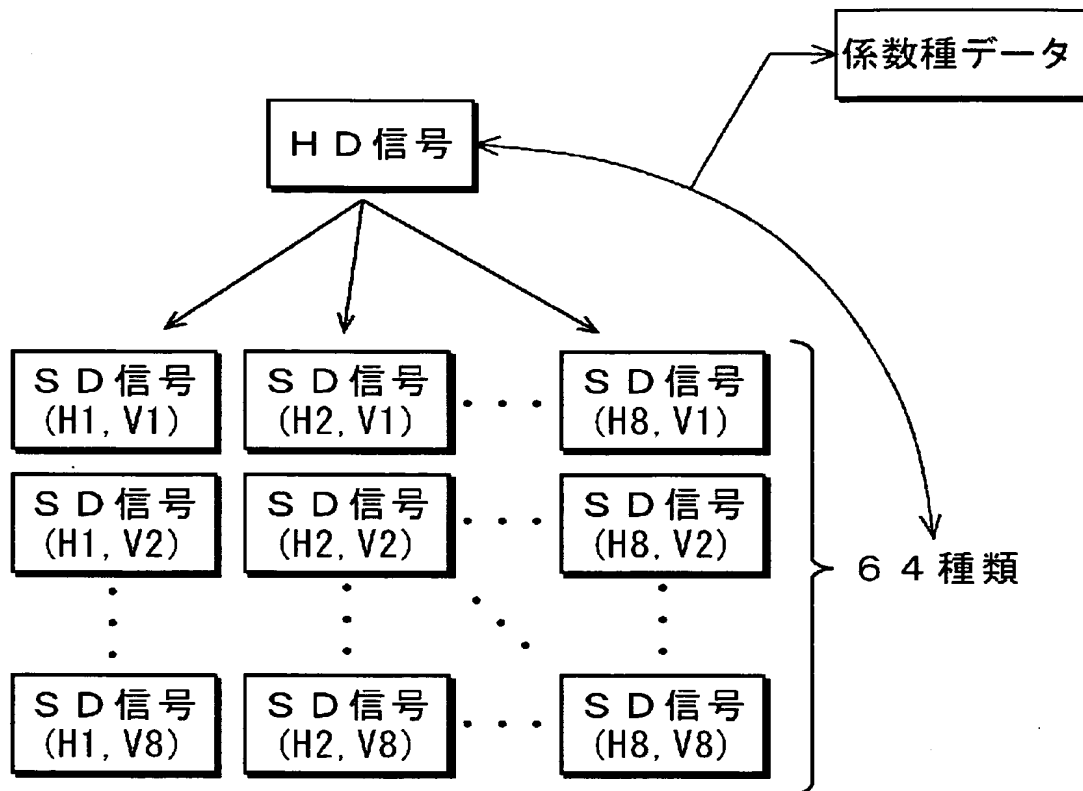 係数種データ
ＨＤ信号
ＳＤ信号
(H1, V1)
ＳＤ信号
(H2, V1)
・・・
ＳＤ信号
(H8, V1)
ＳＤ信号
(H1, V2)
ＳＤ信号
(H2, V2)
・・・
ＳＤ信号
(H8, V2)
６４種類
ＳＤ信号
(H1, V8)
ＳＤ信号
(H2, V8)
・・・
ＳＤ信号
(H8, V8)